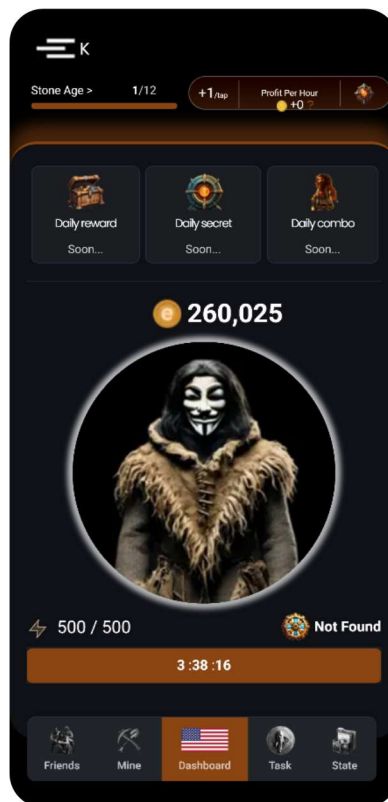 K
Stone Age > 1/12
+1/tap
Profit Per Hour
+0 ?
Daily reward
Soon...
Daily secret
Soon...
Daily combo
Soon...
e 260,025
500 / 500
Not Found
3 :38 :16
Friends
Mine
Dashboard
Task
State